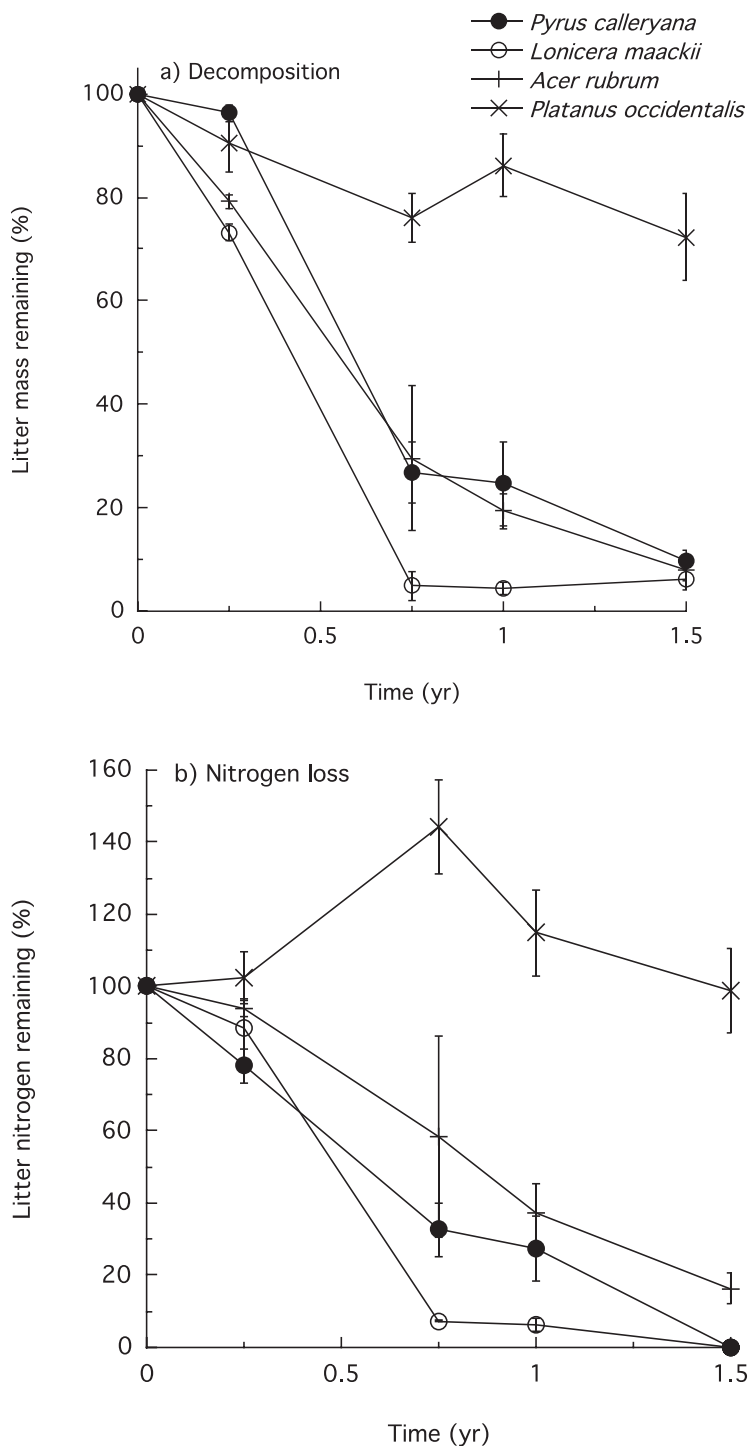 Pyrus calleryana
Lonicera maackii
Acer rubrum
Platanus occidentalis
a) Decomposition
100
80
60
40
20
0
Litter mass remaining (%)
0
0.5
1
1.5
Time (yr)
b) Nitrogen loss
160
140
120
100
80
60
40
20
0
Litter nitrogen remaining (%)
0
0.5
1
1.5
Time (yr)